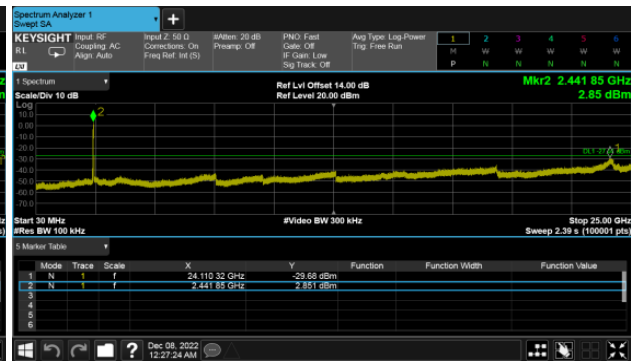 Spectrum Analyzer 1
Swept SA
+
KEYSIGHT Input: RF Input Z: 50 Ω #Atten: 20 dB PNO: Fast Avg Type: Log-Power 1 2 3 4 5 6
RL Coupling: AC Corrections: On Preamp: Off Gate: Off Trig: Free Run M W W W W W
Align: Auto Freq Ref: Int (S) IF Gain: Low
LXI Sig Track: Off P N N N N N
1 Spectrum Ref Lvl Offset 14.00 dB Mkr2 2.441 85 GHz
Scale/Div 10 dB Ref Level 20.00 dBm 2.85 dBm
Log
10.0
0.00
-10.0
-20.0
-30.0
-40.0
-50.0
-60.0
-70.0
2
1
Start 30 MHz #Video BW 300 kHz Stop 25.00 GHz
#Res BW 100 kHz Sweep 2.39 s (100001 pts)
5 Marker Table
Mode Trace Scale X Y Function Function Width Function Value
1 N 1 f 24.110 32 GHz -29.68 dBm
2 N 1 f 2.441 85 GHz 2.851 dBm
3
4
5
6
? Dec 08, 2022
12:27:24 AM